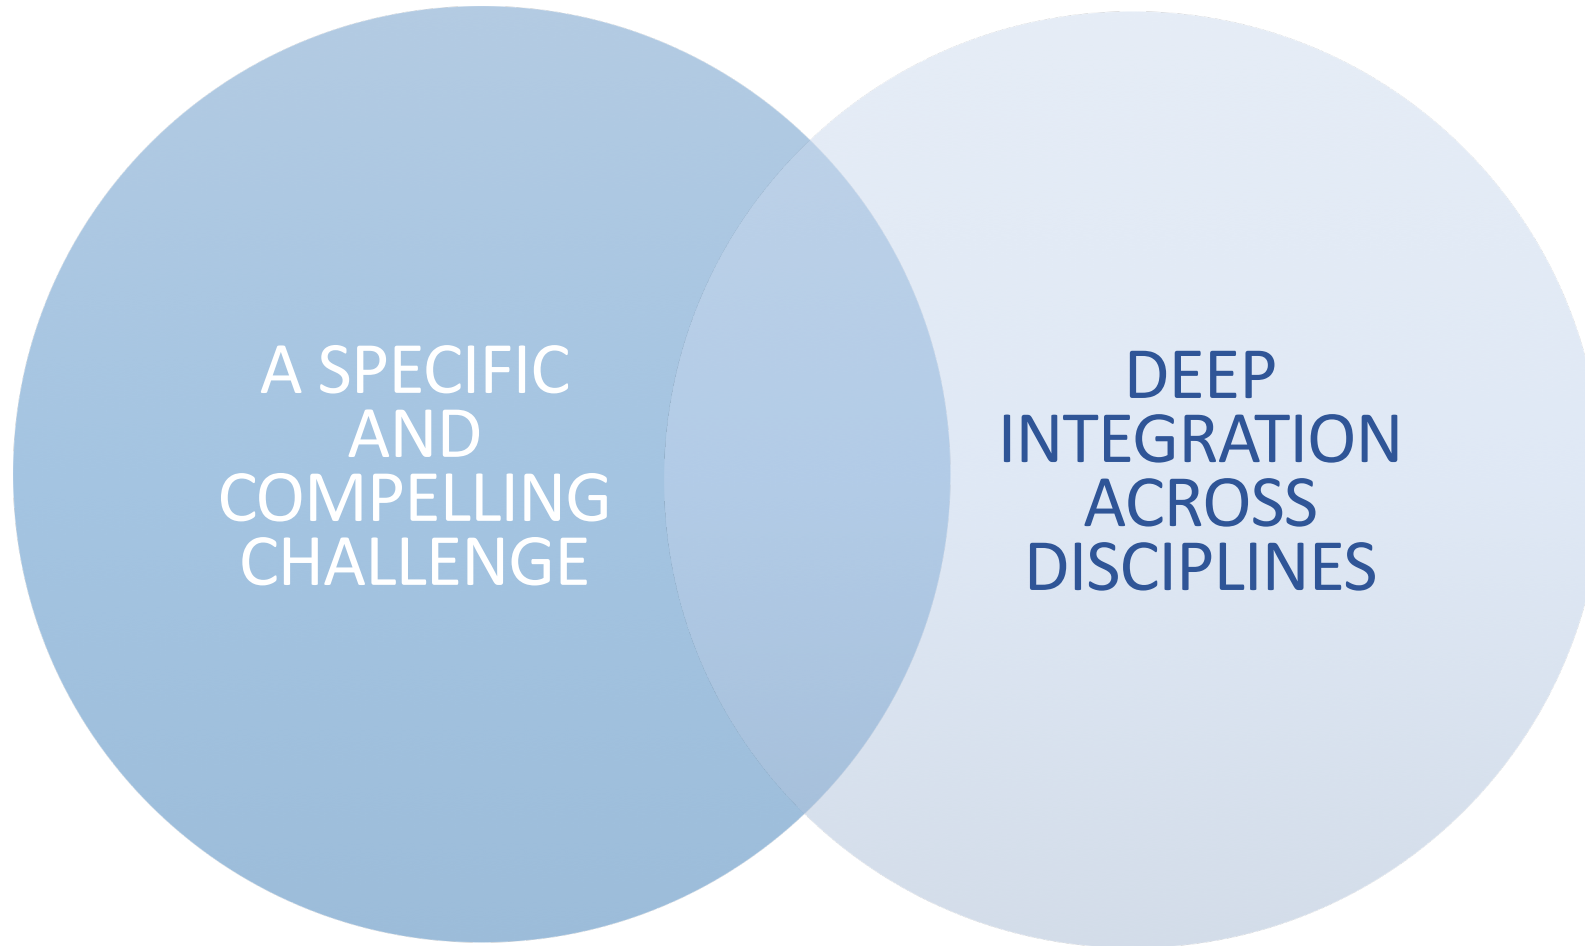 A SPECIFIC
AND
COMPELLING
CHALLENGE
DEEP
INTEGRATION
ACROSS
DISCIPLINES